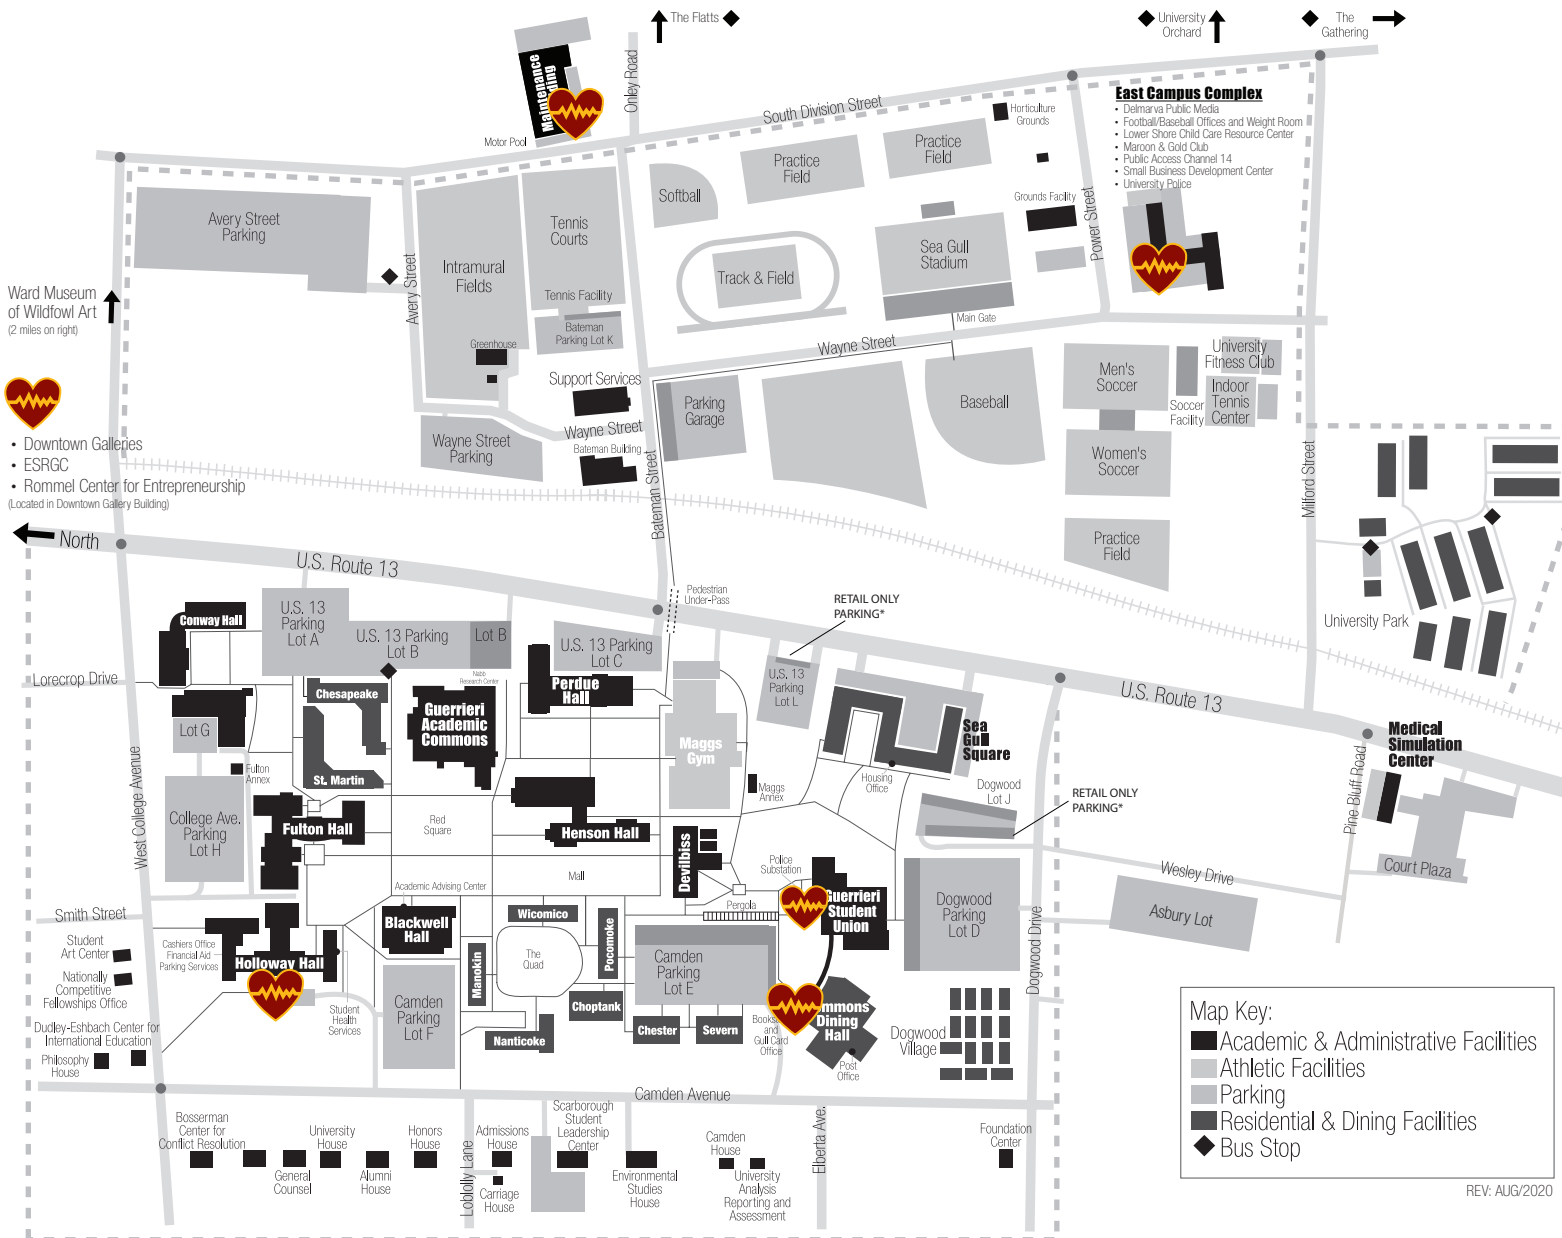 The Flatts
University
Orchard
The
Gathering
Maintenance
Motor Pool
Onley Road
South Division Street
East Campus Complex
• Delmarva Public Media
• Football/Baseball Offices and Weight Room
• Lower Shore Child Care Resource Center
• Maroon & Gold Club
• Public Access Channel 14
• Small Business Development Center
• University Police
Horticulture
Grounds
Practice
Field
Practice
Field
Softball
Grounds Facility
Power Street
Avery Street
Parking
Tennis
Courts
Sea Gull
Stadium
Intramural
Fields
Track & Field
Avery Street
Ward Museum
of Wildfowl Art
(2 miles on right)
Tennis Facility
Bateman
Parking Lot K
Main Gate
Greenhouse
Wayne Street
University
Fitness Club
Men's
Soccer
Indoor
Tennis
Center
Soccer
Facility
Support Services
Parking
Garage
Baseball
Wayne Street
Wayne Street
Parking
Bateman Building
Bateman Street
Women's
Soccer
Milford Street
• Downtown Galleries
• ESRGC
• Rommel Center for Entrepreneurship
(Located in Downtown Gallery Building)
North
U.S. Route 13
Practice
Field
Pedestrian
Under-Pass
RETAIL ONLY
PARKING*
University Park
Conway Hall
U.S. 13
Parking
Lot A
U.S. 13 Parking
Lot B
Lot B
U.S. 13 Parking
Lot C
Lorecrop Drive
Nabb
Research Center
Chesapeake
Perdue
Hall
U.S. 13
Parking
Lot L
U.S. Route 13
Guerrieri
Academic
Commons
Lot G
Maggs
Gym
Sea
Gull
Square
Medical
Simulation
Center
Fulton
Annex
St. Martin
Housing
Office
Maggs
Annex
Dogwood
Lot J
RETAIL ONLY
PARKING*
Pine Bluff Road
West College Avenue
College Ave.
Parking
Lot H
Fulton Hall
Red
Square
Henson Hall
Devilbiss
Police
Substation
Wesley Drive
Court Plaza
Mall
Academic Advising Center
Smith Street
Wicomico
Pergola
Guerrieri
Student
Union
Dogwood
Parking
Lot D
Asbury Lot
Blackwell
Hall
Student
Art Center
Cashiers Office
Financial Aid
Parking Services
Holloway Hall
Manokin
The
Quad
Pocomoke
Camden
Parking
Lot E
Dogwood Drive
Nationally
Competitive
Fellowships Office
Student
Health
Services
Camden
Parking
Lot F
Choptank
Chester
Severn
and
Gull Card
Office
Dining
Hall
Dudley-Eshbach Center for
International Education
Philosophy
House
Nanticoke
Post
Office
Dogwood
Village
Camden Avenue
Bosserman
Center for
Conflict Resolution
General
Counsel
University
House
Alumni
House
Honors
House
Loblolly Lane
Admissions
House
Carriage
House
Scarborough
Student
Leadership
Center
Environmental
Studies
House
Camden
House
University
Analysis
Reporting and
Assessment
Elberta Ave.
Foundation
Center
Map Key:
Academic & Administrative Facilities
Athletic Facilities
Parking
Residential & Dining Facilities
Bus Stop
REV: AUG/2020